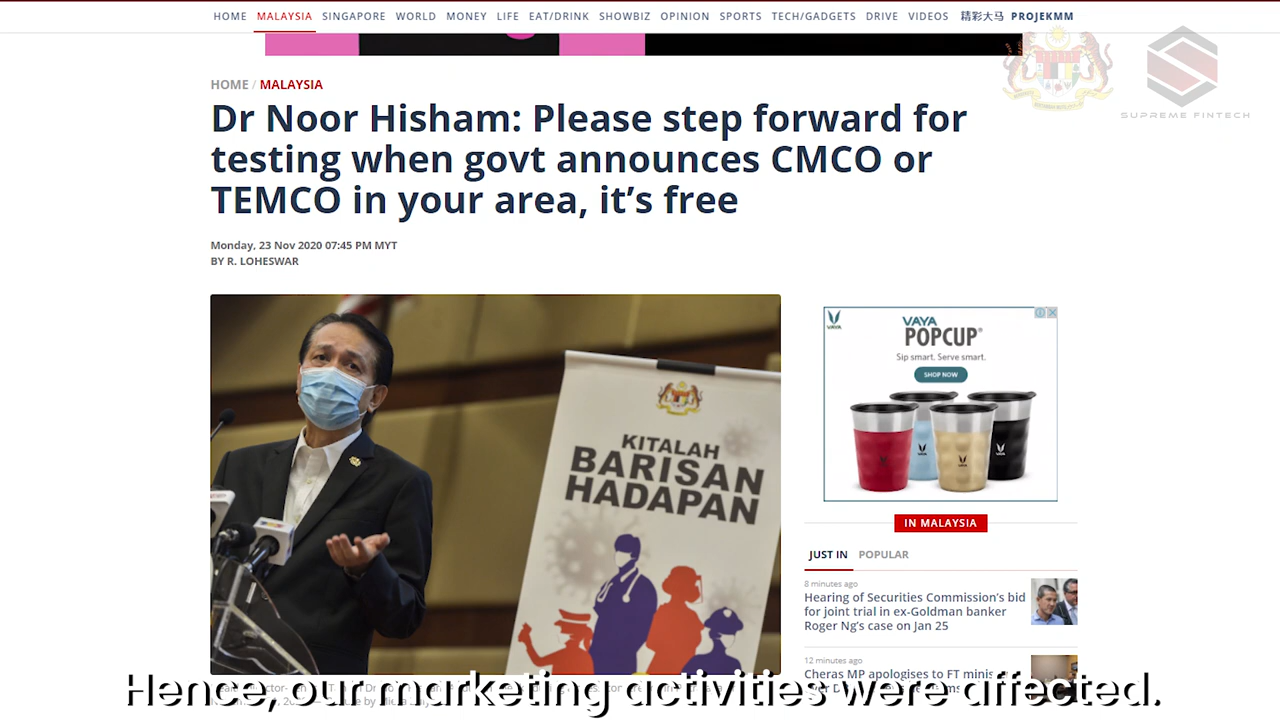 HOME MALAYSIA SINGAPORE WORLD MONEY LIFE EAT/DRINK SHOWBIZ OPINION SPORTS TECH/GADGETS DRIVE VIDEOS 精彩大马 PROJEKMM
SUPREME FINTECH
HOME / MALAYSIA
Dr Noor Hisham: Please step forward for
testing when govt announces CMCO or
TEMCO in your area, it’s free
Monday, 23 Nov 2020 07:45 PM MYT
BY R. LOHESWAR
KITALAH
BARISAN
HADAPAN
VAYA
VAYA
POPCUP®
Sip smart. Serve smart.
SHOP NOW
IN MALAYSIA
JUST IN POPULAR
8 minutes ago
Hearing of Securities Commission’s bid
for joint trial in ex-Goldman banker
Roger Ng’s case on Jan 25
12 minutes ago
Cheras MP apologises to FT
Hence, our marketing activities were affected.